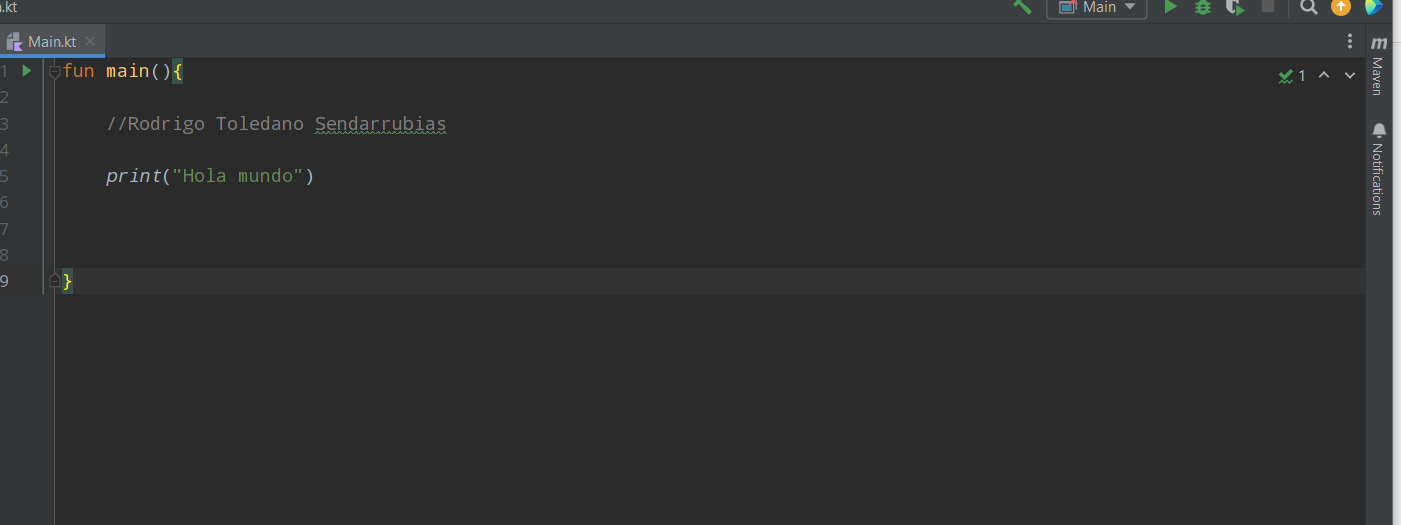 .kt
Main
Main.kt
1 fun main(){
2
3 //Rodrigo Toledano Sendarrubias
4
5 print("Hola mundo")
6
7
8
9 }
1
m
Maven
Notifications